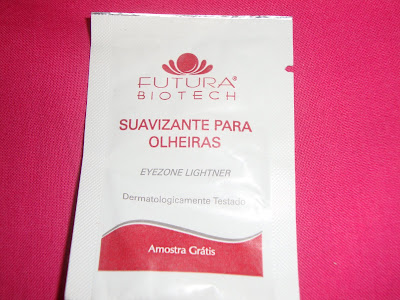 FUTURA®
BIOTECH
SUAVIZANTE PARA
OLHEIRAS
EYEZONE LIGHTNER
Dermatologicamente Testado
Amostra Grátis